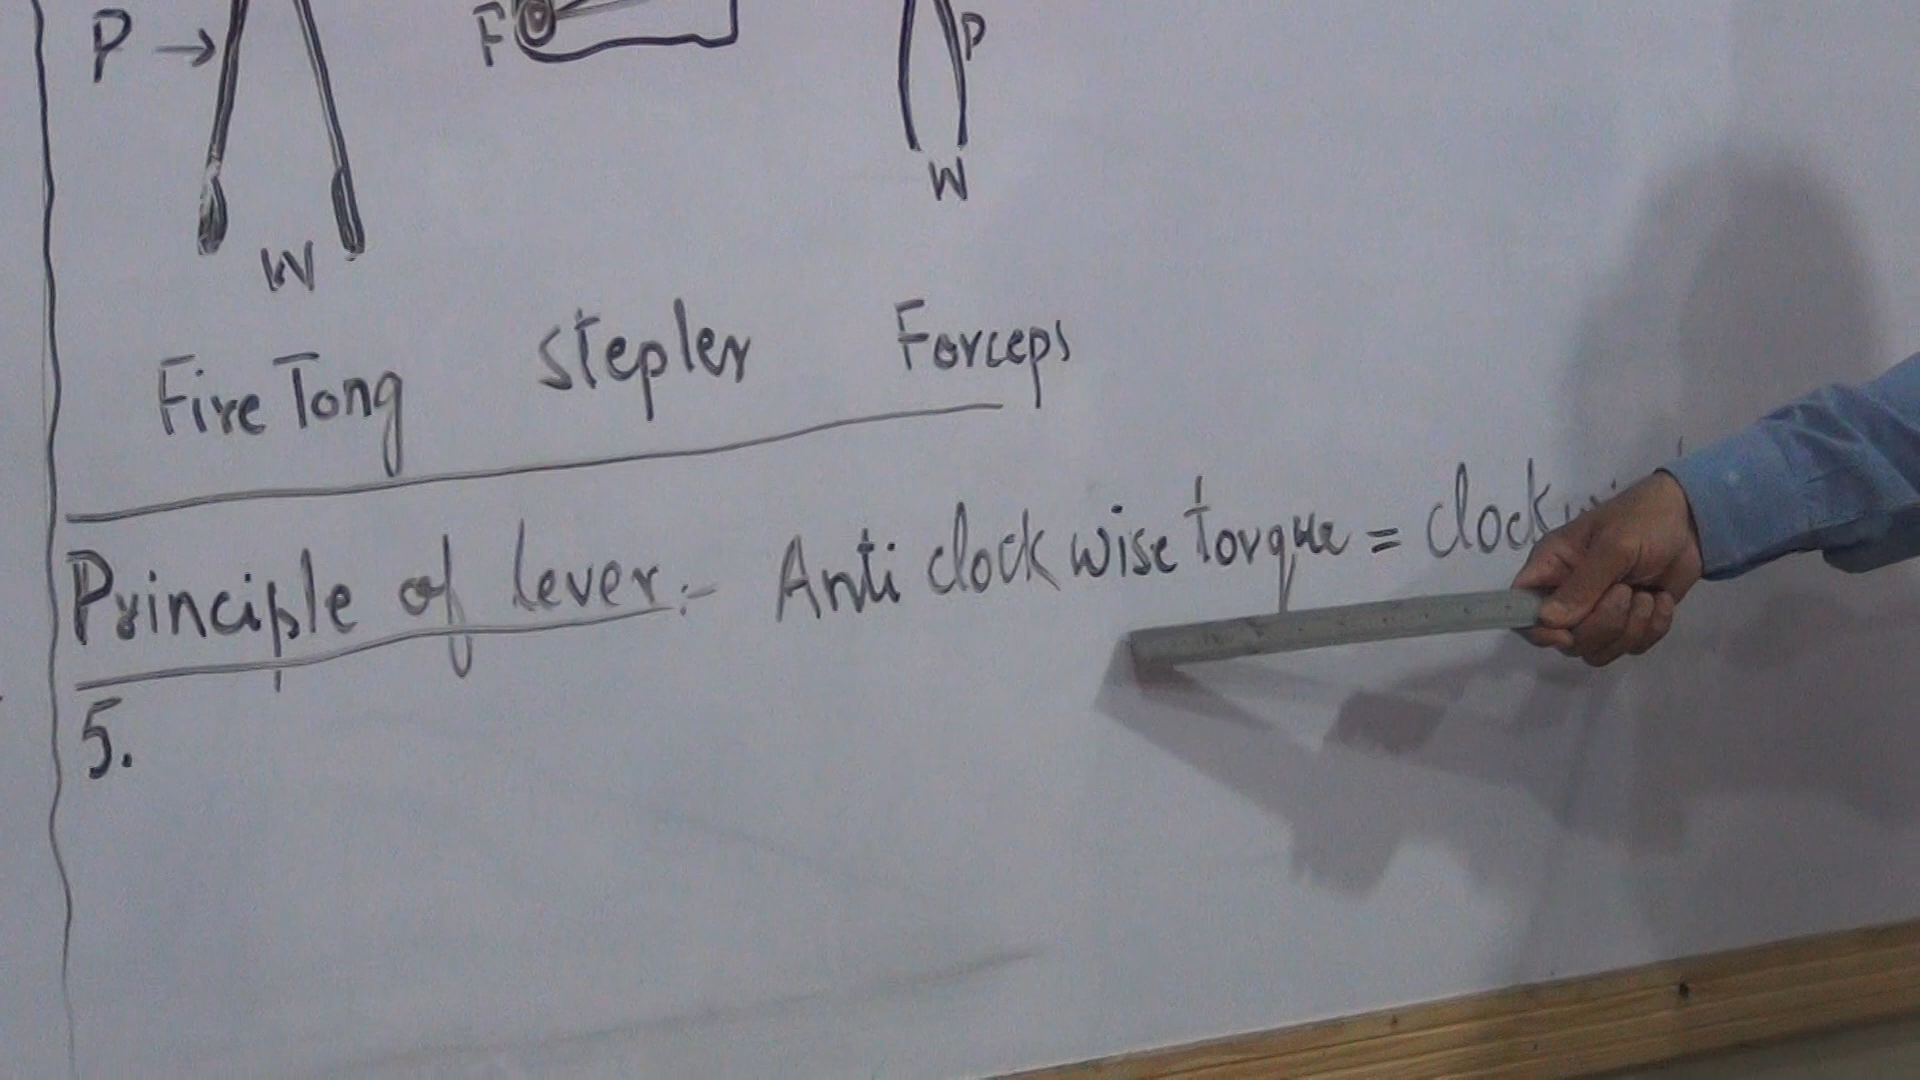 P → F P
W
W
Fire Tong stepler Forceps
Principle of lever:- Anti clock wise torque = clock
5.